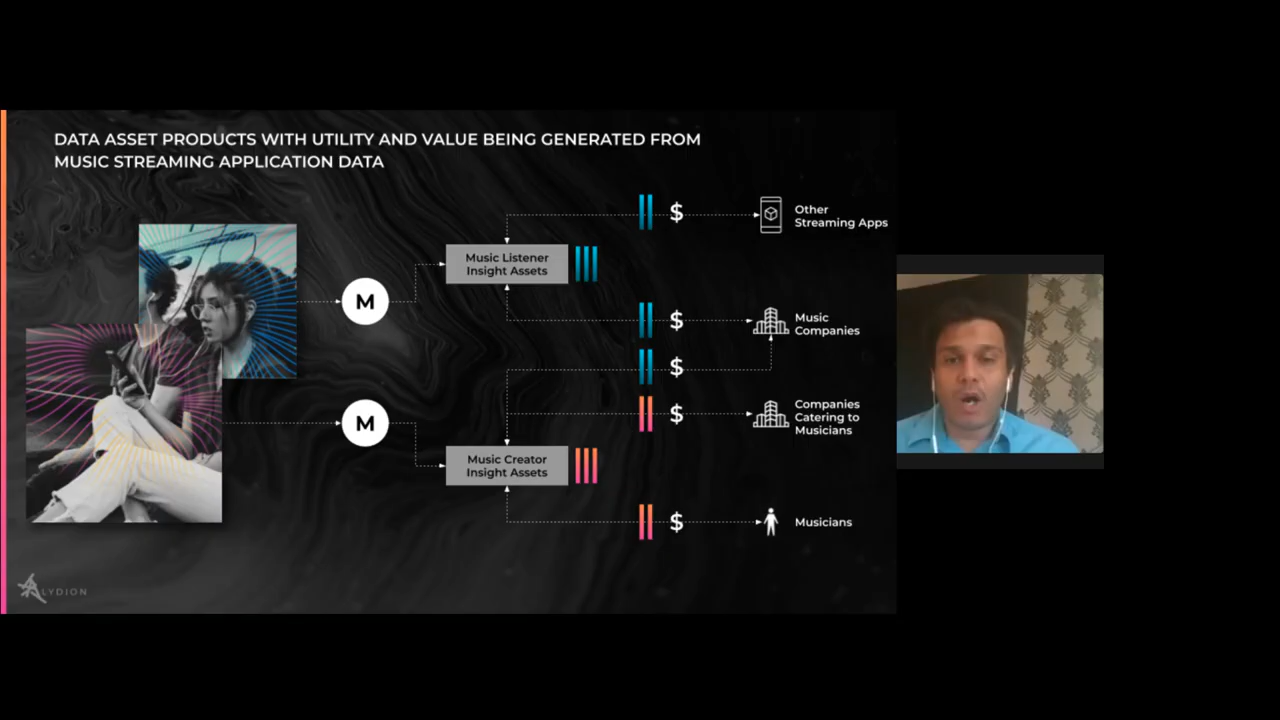 DATA ASSET PRODUCTS WITH UTILITY AND VALUE BEING GENERATED FROM
MUSIC STREAMING APPLICATION DATA
$
Other
Streaming Apps
Music Listener
Insight Assets
M
$
Music
Companies
$
$
Companies
Catering to
Musicians
M
Music Creator
Insight Assets
$
Musicians
LYDION